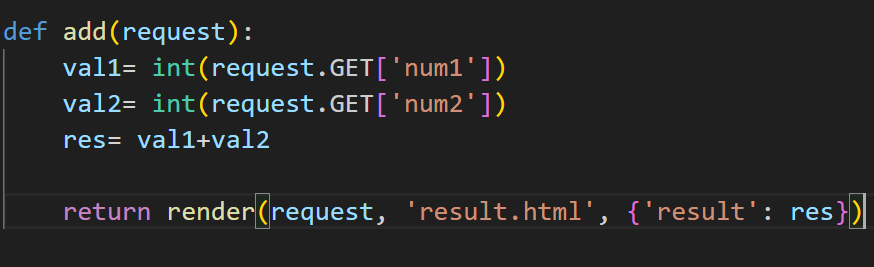 def add(request):
    val1= int(request.GET['num1'])
    val2= int(request.GET['num2'])
    res= val1+val2
    return render(request, 'result.html', {'result': res})